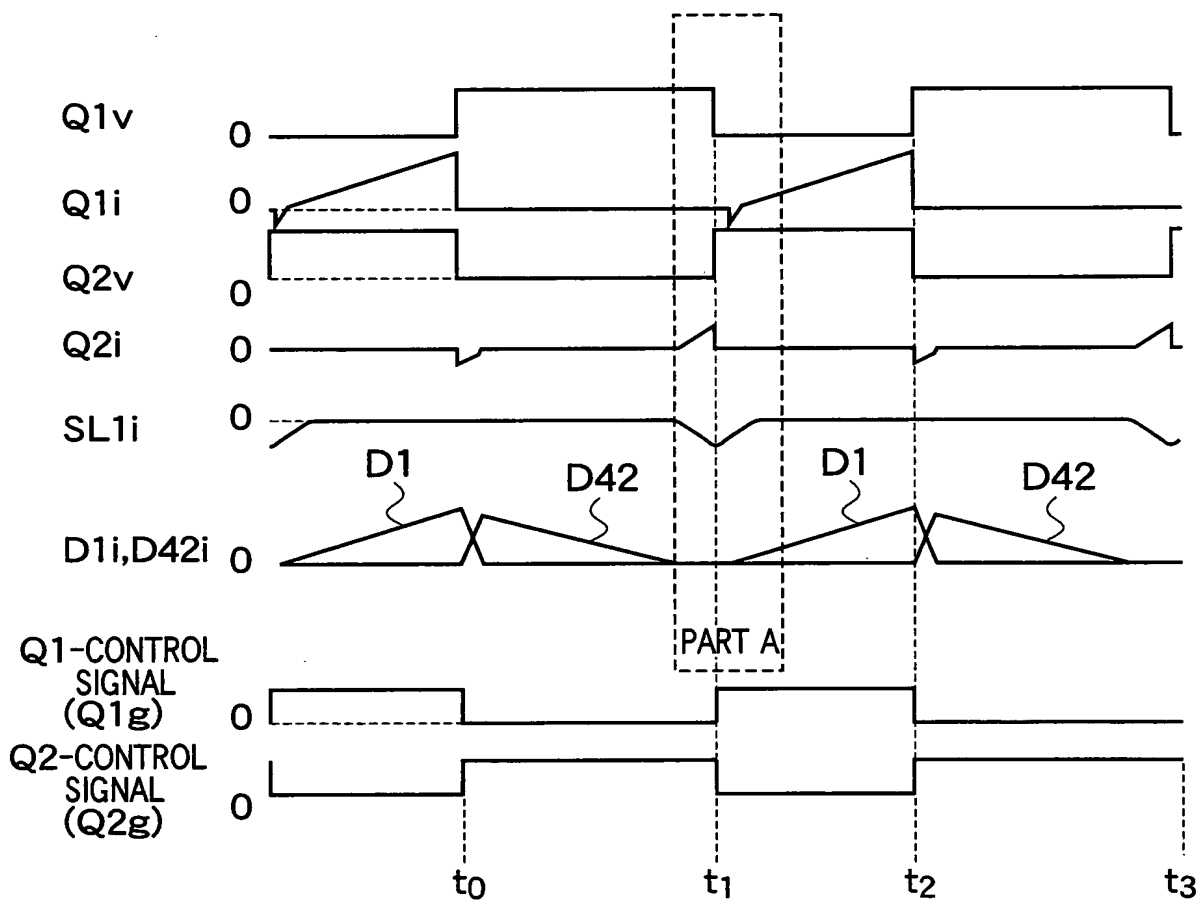 Q1v 0
Q1i 0
Q2v 0
Q2i 0
SL1i 0
D1 D42 D1 D42
D1i,D42i 0
PART A
Q1-CONTROL
SIGNAL
(Q1g) 0
Q2-CONTROL
SIGNAL
(Q2g) 0
t0 t1 t2 t3